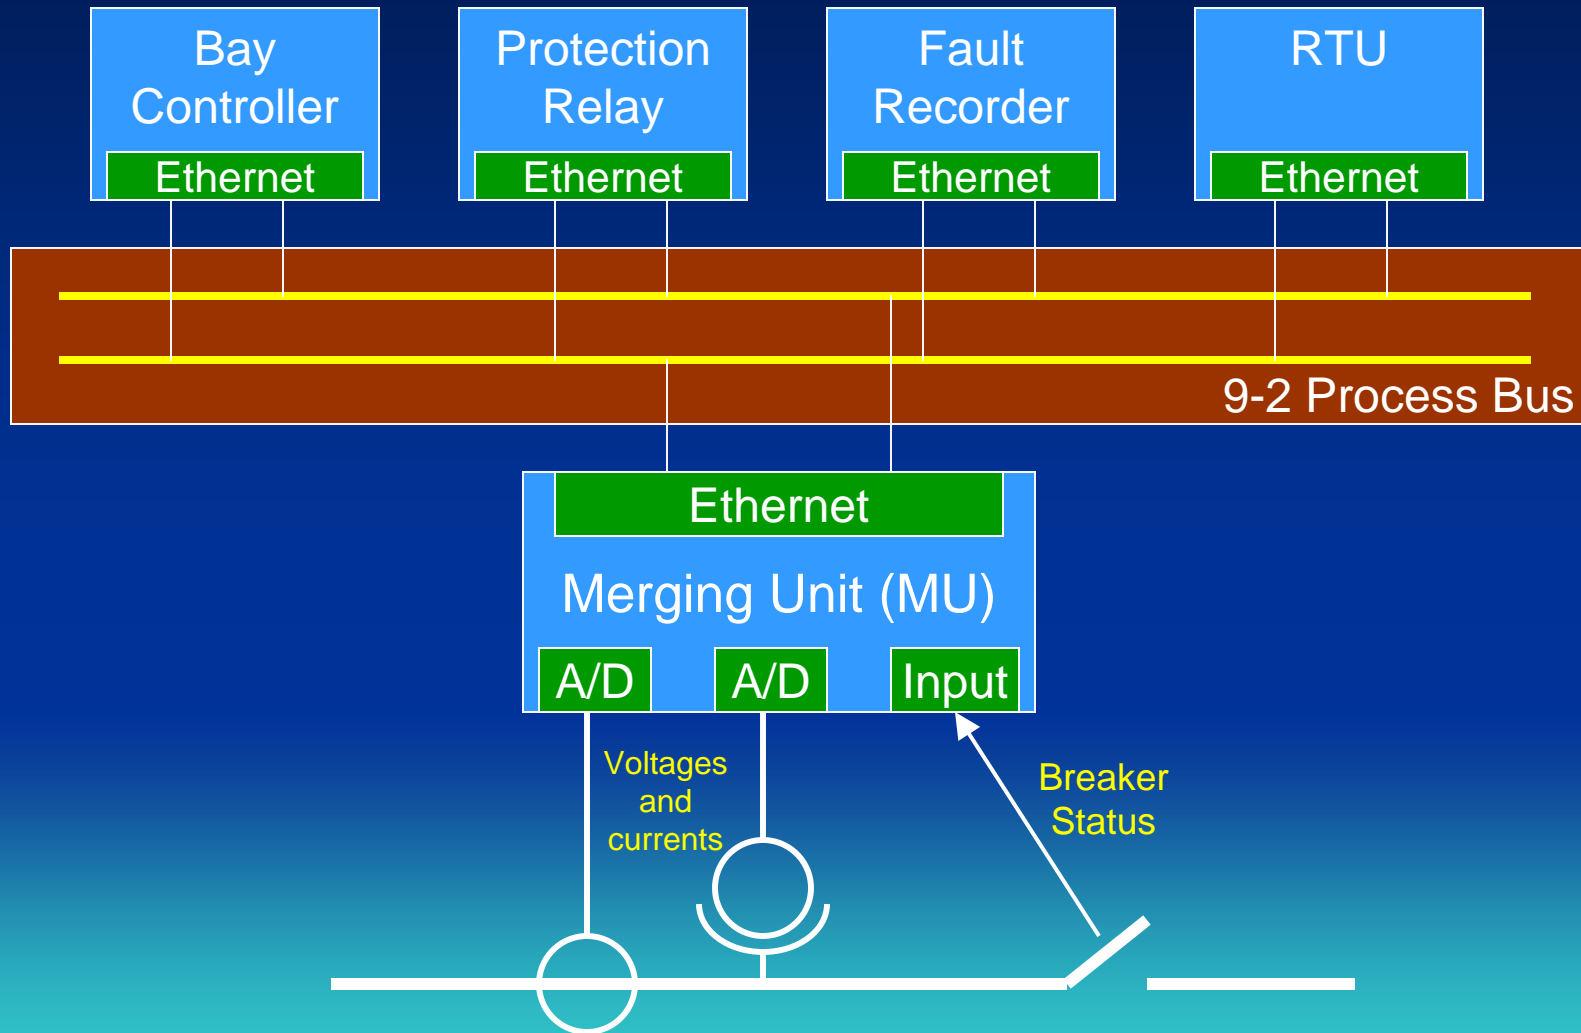 Bay
Controller
Ethernet
Protection
Relay
Ethernet
Fault
Recorder
Ethernet
RTU
Ethernet
9-2 Process Bus
Ethernet
Merging Unit (MU)
A/D
A/D
Input
Voltages
and
currents
Breaker
Status